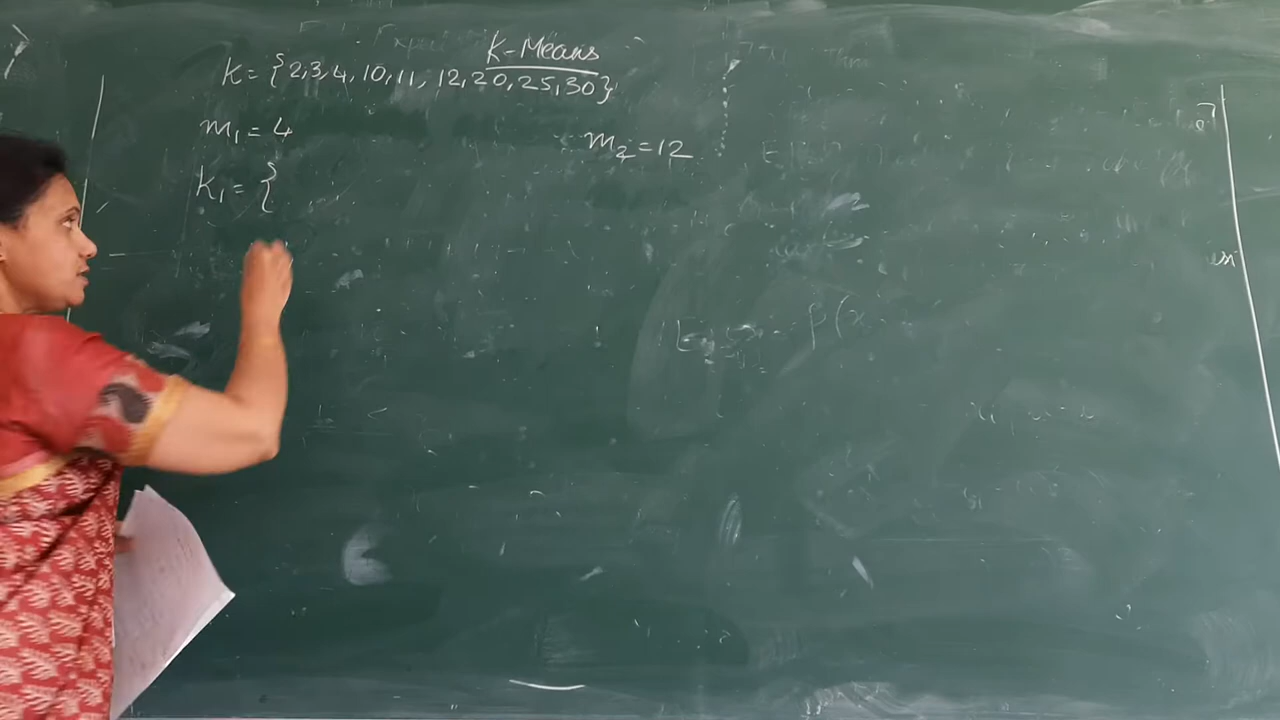 K-Means
K = {2,3,4,10,11, 12,20,25,30}
m₁ = 4
m₂ = 12
K₁ = {